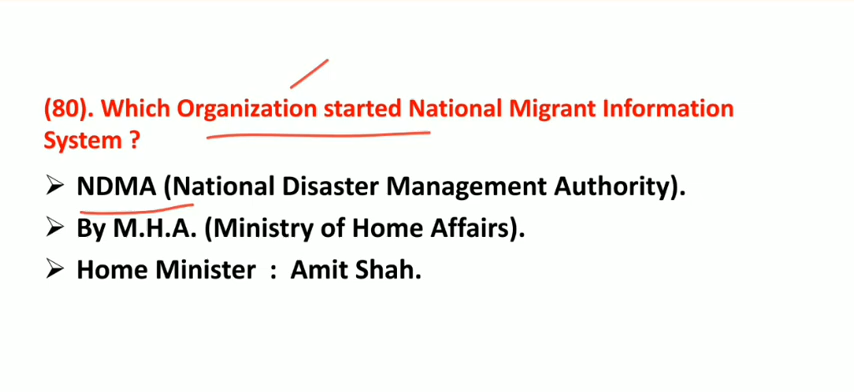 (80). Which Organization started National Migrant Information
System ?
➢ NDMA (National Disaster Management Authority).
➢ By M.H.A. (Ministry of Home Affairs).
➢ Home Minister : Amit Shah.